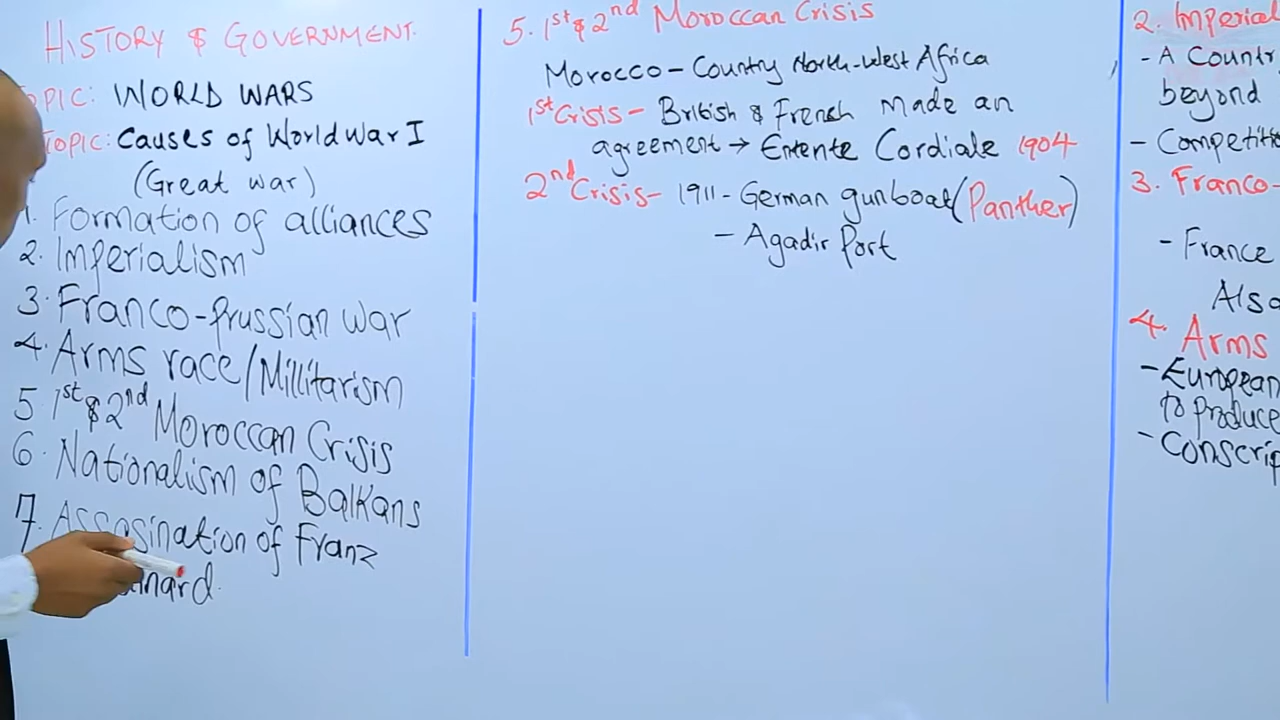 HISTORY & GOVERNMENT.
OPIC: WORLD WARS
TOPIC: Causes of World War I
(Great war)
1. Formation of alliances
2. Imperialism
3. Franco-Prussian war
4. Arms race/Millitarism
5 1st & 2nd Moroccan Crisis
6. Nationalism of Balkans
7. Assasination of Franz
inard.
5. 1st & 2nd Moroccan Crisis
Morocco - Country North-West Africa
1st Crisis - British & French Made an
agreement → Entente Cordiale 1904
2nd Crisis - 1911 - German gunboat (Panther)
- Agadir Port
2. Imperial
- A Countr
beyond
- Competitio
3. Franco-
- France
Also
4. Arms
- European
to produce
- Conscrip